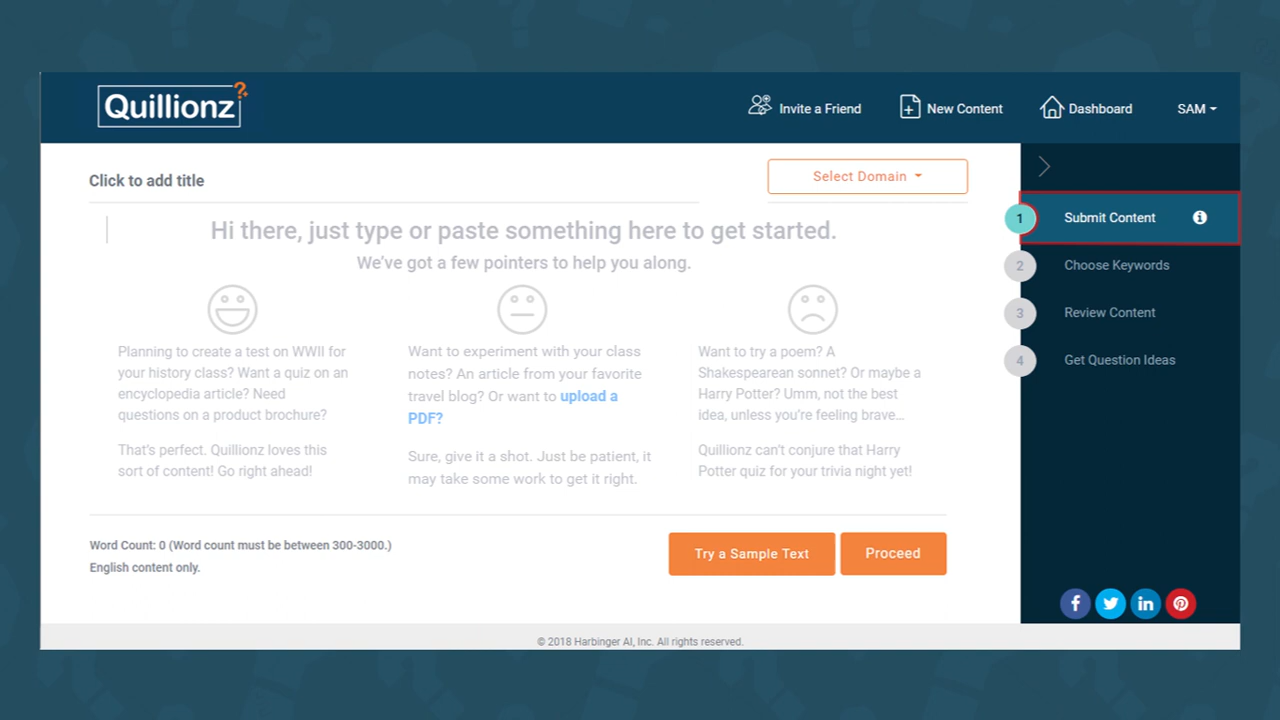 Quillionz
Invite a Friend
New Content
Dashboard
SAM
Click to add title
Select Domain
Hi there, just type or paste something here to get started.
We've got a few pointers to help you along.
Planning to create a test on WWII for
your history class? Want a quiz on an
encyclopedia article? Need
questions on a product brochure?
That's perfect. Quillionz loves this
sort of content! Go right ahead!
Want to experiment with your class
notes? An article from your favorite
travel blog? Or want to upload a
PDF?
Sure, give it a shot. Just be patient, it
may take some work to get it right.
Want to try a poem? A
Shakespearean sonnet? Or maybe a
Harry Potter? Umm, not the best
idea, unless you're feeling brave...
Quillionz can't conjure that Harry
Potter quiz for your trivia night yet!
Word Count: 0 (Word count must be between 300-3000.)
English content only.
Try a Sample Text
Proceed
1 Submit Content
2 Choose Keywords
3 Review Content
4 Get Question Ideas
© 2018 Harbinger AI, Inc. All rights reserved.